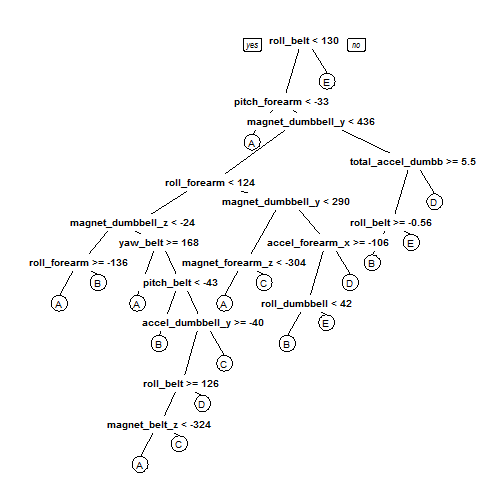 yes roll_belt < 130 no
E
pitch_forearm < -33
magnet_dumbbell_y < 436
A
total_accel_dumbb >= 5.5
roll_forearm < 124
magnet_dumbbell_y < 290
D
magnet_dumbbell_z < -24
roll_belt >= -0.56
yaw_belt >= 168
accel_forearm_x >= -106
E
roll_forearm >= -136
magnet_forearm_z < -304
B
B
pitch_belt < -43
C
D
A
A
A
roll_dumbbell < 42
accel_dumbbell_y >= -40
E
B
B
C
roll_belt >= 126
D
magnet_belt_z < -324
C
A